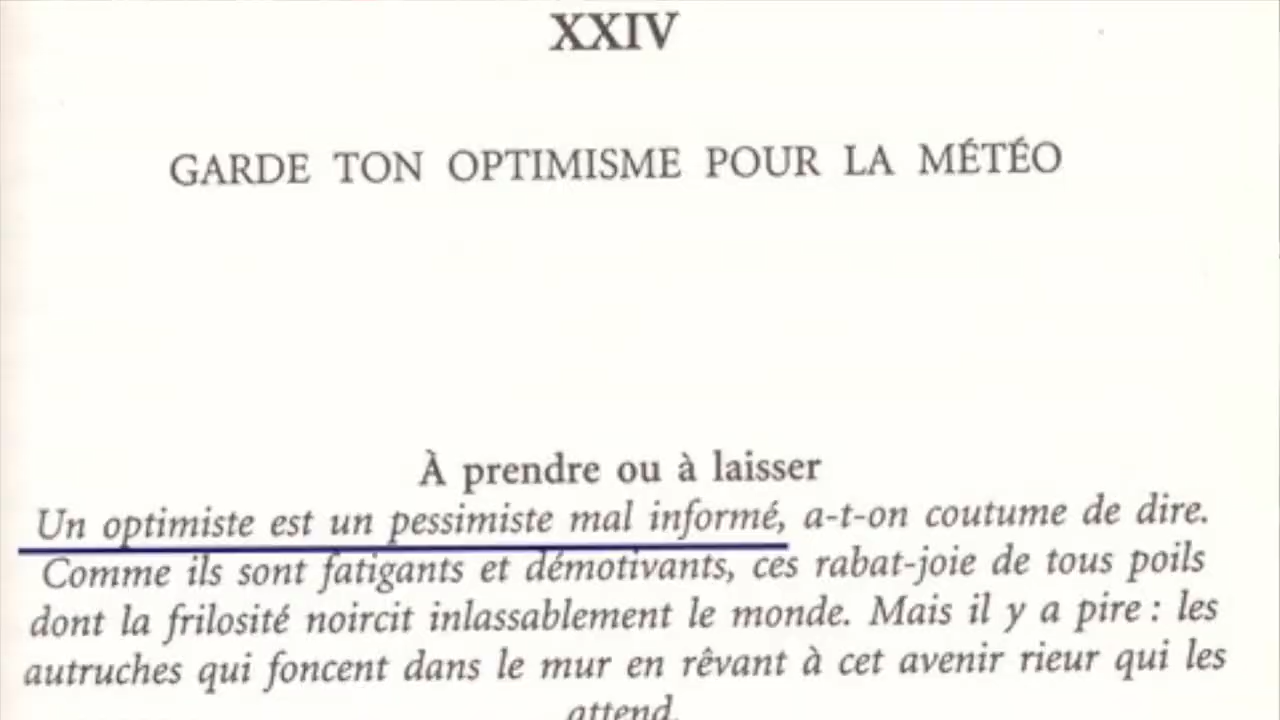 XXIV
GARDE TON OPTIMISME POUR LA MÉTÉO
À prendre ou à laisser
Un optimiste est un pessimiste mal informé, a-t-on coutume de dire.
Comme ils sont fatigants et démotivants, ces rabat-joie de tous poils
dont la frilosité noircit inlassablement le monde. Mais il y a pire : les
autruches qui foncent dans le mur en rêvant à cet avenir rieur qui les
attend.